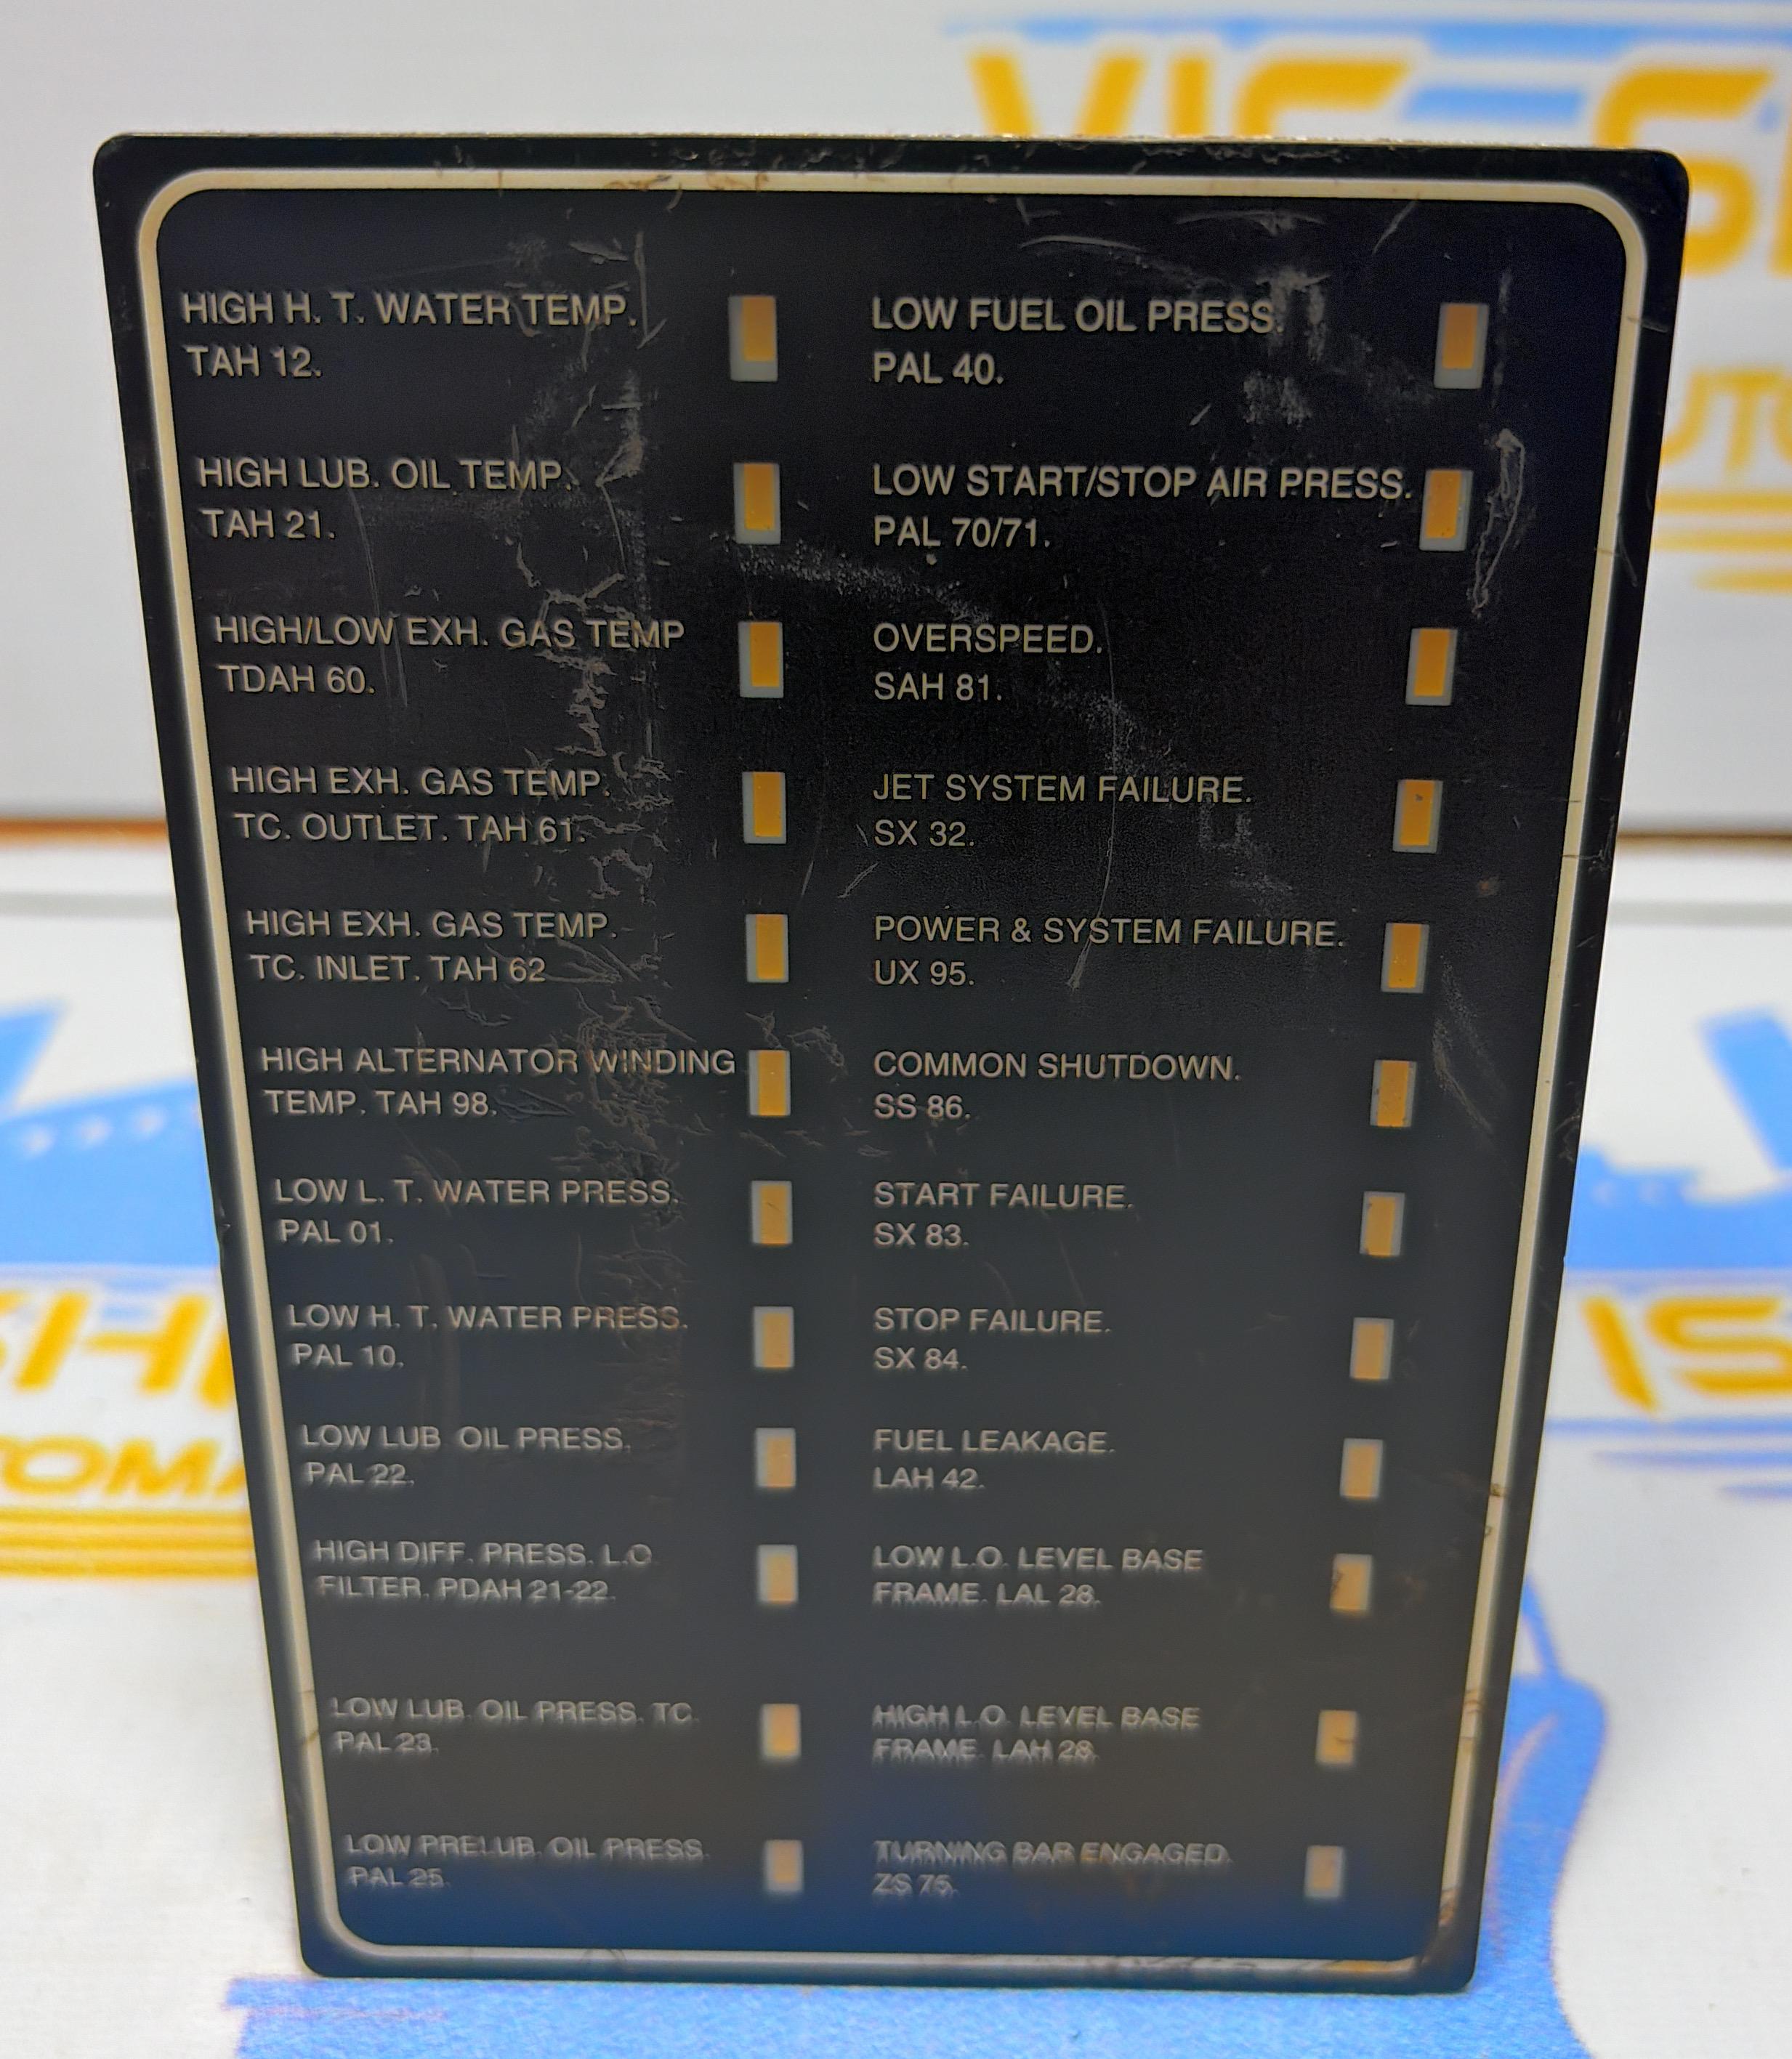 HIGH H. T. WATER TEMP.
TAH 12.
HIGH LUB. OIL TEMP.
TAH 21.
HIGH/LOW EXH. GAS TEMP
TDAH 60.
HIGH EXH. GAS TEMP.
TC. OUTLET. TAH 61.
HIGH EXH. GAS TEMP.
TC. INLET. TAH 62
HIGH ALTERNATOR WINDING
TEMP. TAH 98.
LOW L. T. WATER PRESS.
PAL 01.
LOW H. T. WATER PRESS.
PAL 10.
LOW LUB OIL PRESS.
PAL 22.
HIGH DIFF. PRESS. L.O
FILTER. PDAH 21-22.
LOW LUB. OIL PRESS. TC.
PAL 23.
LOW PRELUB. OIL PRESS.
PAL 25.
LOW FUEL OIL PRESS.
PAL 40.
LOW START/STOP AIR PRESS.
PAL 70/71.
OVERSPEED.
SAH 81.
JET SYSTEM FAILURE.
SX 32.
POWER & SYSTEM FAILURE.
UX 95.
COMMON SHUTDOWN.
SS 86.
START FAILURE.
SX 83.
STOP FAILURE.
SX 84.
FUEL LEAKAGE.
LAH 42.
LOW L.O. LEVEL BASE
FRAME. LAL 28.
HIGH L.O. LEVEL BASE
FRAME. LAH 28.
TURNING BAR ENGAGED.
ZS 75.